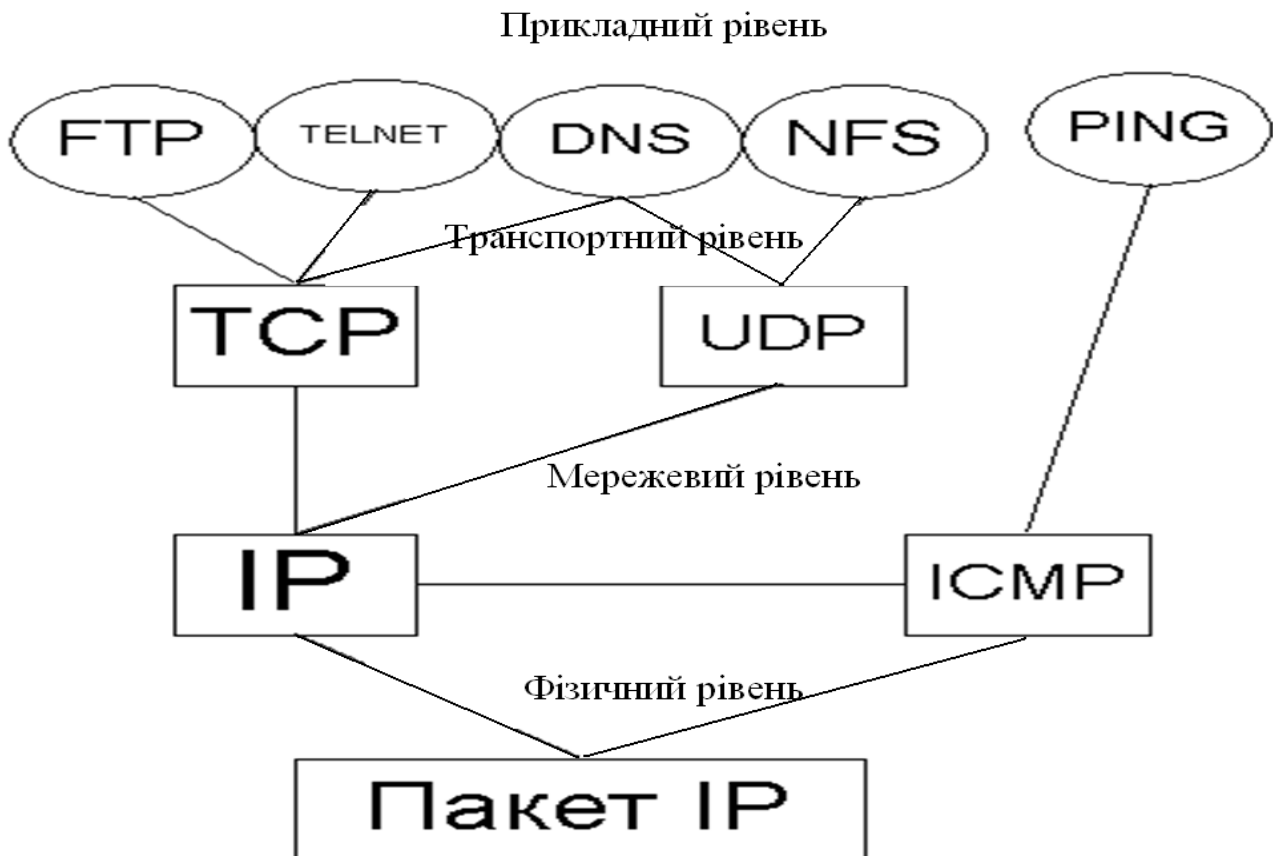 Прикладний рівень
FTP TELNET DNS NFS PING
Транспортний рівень
TCP UDP
Мережевий рівень
IP ICMP
Фізичний рівень
Пакет IP